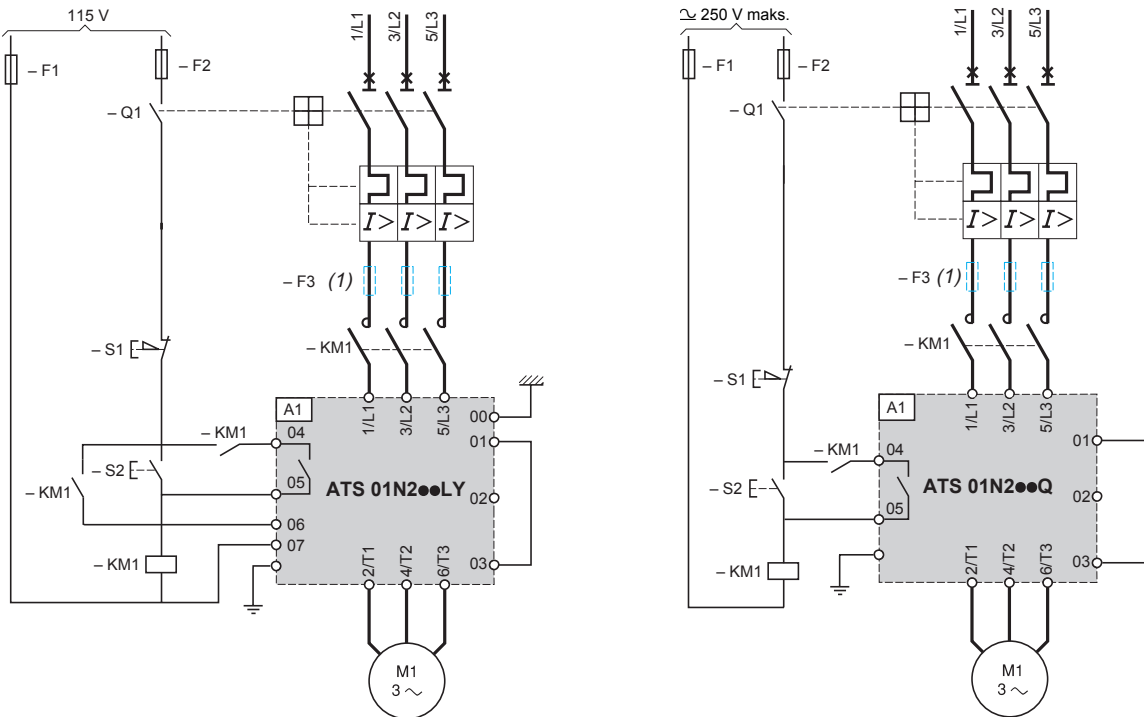 115 V
– F1
– F2
– Q1
1/L1
3/L2
5/L3
I>
I>
I>
– F3 (1)
– KM1
– S1
A1
1/L1
3/L2
5/L3
00
– KM1
04
01
– S2
– KM1
05
ATS 01N2●●LY
02
06
07
– KM1
2/T1
4/T2
6/T3
03
M1
3 ~
≃ 250 V maks.
– F1
– F2
– Q1
1/L1
3/L2
5/L3
I>
I>
I>
– F3 (1)
– KM1
– S1
A1
1/L1
3/L2
5/L3
– KM1
04
01
– S2
ATS 01N2●●Q
02
05
– KM1
2/T1
4/T2
6/T3
03
M1
3 ~